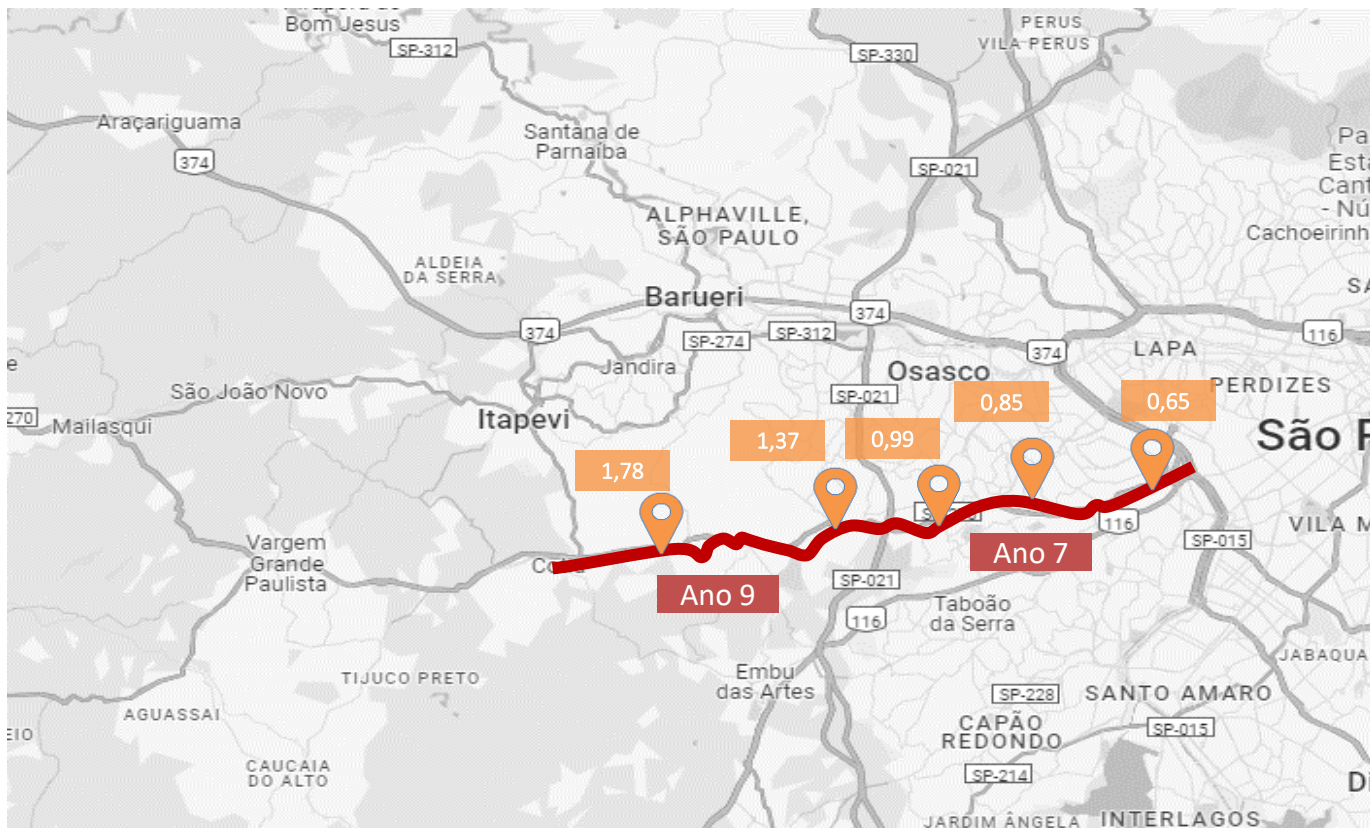 Bom Jesus
SP-312
PERUS
VILA PERUS
SP-330
Araçariguama
374
Santana de
Parnaíba
SP-021
Cachoeirinh
ALPHAVILLE,
SÃO PAULO
ALDEIA
DA SERRA
Barueri
374
374
SP-274
SP-312
374
116
LAPA
Jandira
Osasco
PERDIZES
São João Novo
SP-021
270
Mailasqui
Itapevi
São P
0,85
0,65
1,37
0,99
1,78
116
VILA M
SP-015
Vargem
Grande
Paulista
Ano 7
Ano 9
SP-021
116
Taboão
da Serra
Embu
das Artes
JABAQUA
TIJUCO PRETO
SP-228
SANTO AMARO
AGUASSAI
CAPÃO
REDONDO
SP-015
EIO
CAUCAIA
DO ALTO
SP-214
JARDIM ÂNGELA
INTERLAGOS